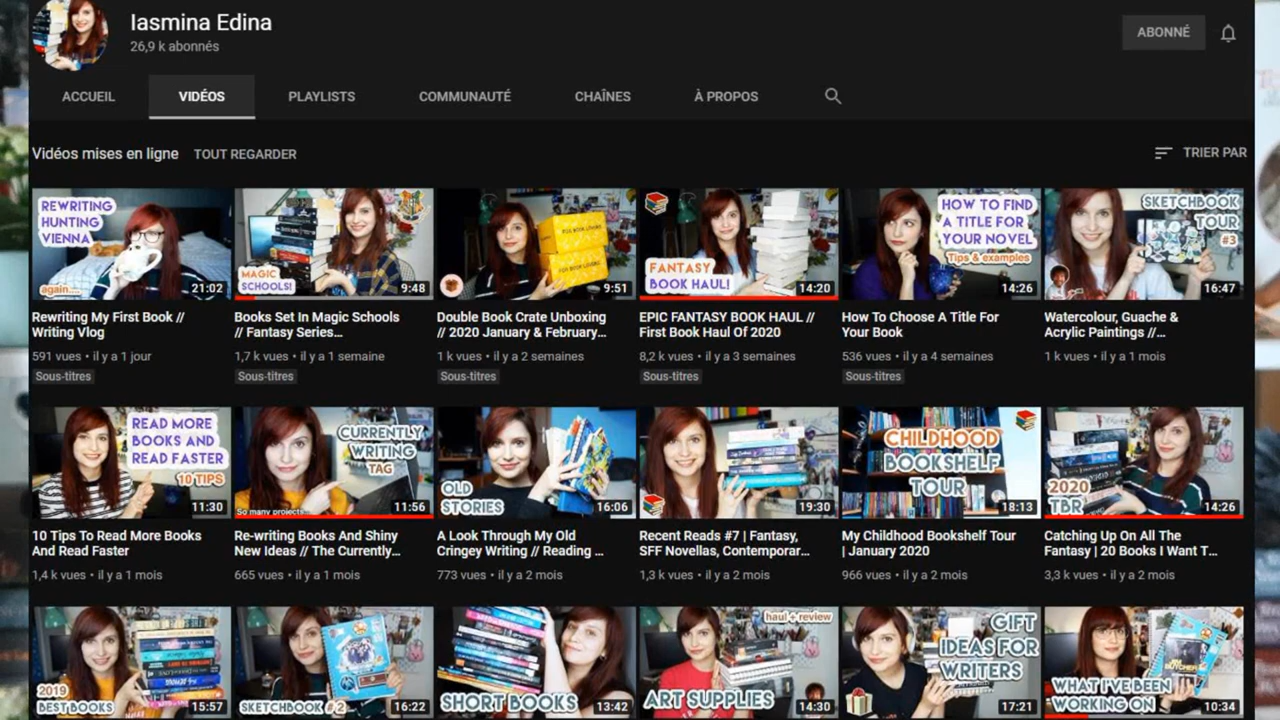 Iasmina Edina
26,9 k abonnés
ABONNÉ
ACCUEIL
VIDÉOS
PLAYLISTS
COMMUNAUTÉ
CHAÎNES
À PROPOS
Vidéos mises en ligne
TOUT REGARDER
TRIER PAR
REWRITING
HUNTING
VIENNA
again....
21:02
MAGIC
SCHOOLS!
9:48
FOR BOOK LOVERS
9:51
FANTASY
BOOK HAUL!
14:20
HOW TO FIND
A TITLE FOR
YOUR NOVEL
Tips & examples
14:26
SKETCHBOOK
TOUR
#3
16:47
Rewriting My First Book //
Writing Vlog
591 vues • il y a 1 jour
Sous-titres
Books Set In Magic Schools
// Fantasy Series...
1,7 k vues • il y a 1 semaine
Sous-titres
Double Book Crate Unboxing
// 2020 January & February...
1 k vues • il y a 2 semaines
Sous-titres
EPIC FANTASY BOOK HAUL //
First Book Haul Of 2020
8,2 k vues • il y a 3 semaines
Sous-titres
How To Choose A Title For
Your Book
536 vues • il y a 4 semaines
Sous-titres
Watercolour, Guache &
Acrylic Paintings //...
1 k vues • il y a 1 mois
READ MORE
BOOKS AND
READ FASTER
10 TIPS
11:30
CURRENTLY
WRITING
TAG
So many projects...
11:56
OLD
STORIES
16:06
19:30
CHILDHOOD
BOOKSHELF
TOUR
18:13
2020
TBR
14:26
10 Tips To Read More Books
And Read Faster
1,4 k vues • il y a 1 mois
Re-writing Books And Shiny
New Ideas // The Currently...
665 vues • il y a 1 mois
A Look Through My Old
Cringey Writing // Reading ...
773 vues • il y a 2 mois
Recent Reads #7 | Fantasy,
SFF Novellas, Contemporar...
1,3 k vues • il y a 2 mois
My Childhood Bookshelf Tour
| January 2020
966 vues • il y a 2 mois
Catching Up On All The
Fantasy | 20 Books I Want T...
3,3 k vues • il y a 2 mois
2019
BEST BOOKS
15:57
SKETCHBOOK #2
16:22
SHORT BOOKS
13:42
haul + review
ART SUPPLIES
14:30
GIFT
IDEAS FOR
WRITERS
17:21
WHAT I'VE BEEN
WORKING ON
10:34